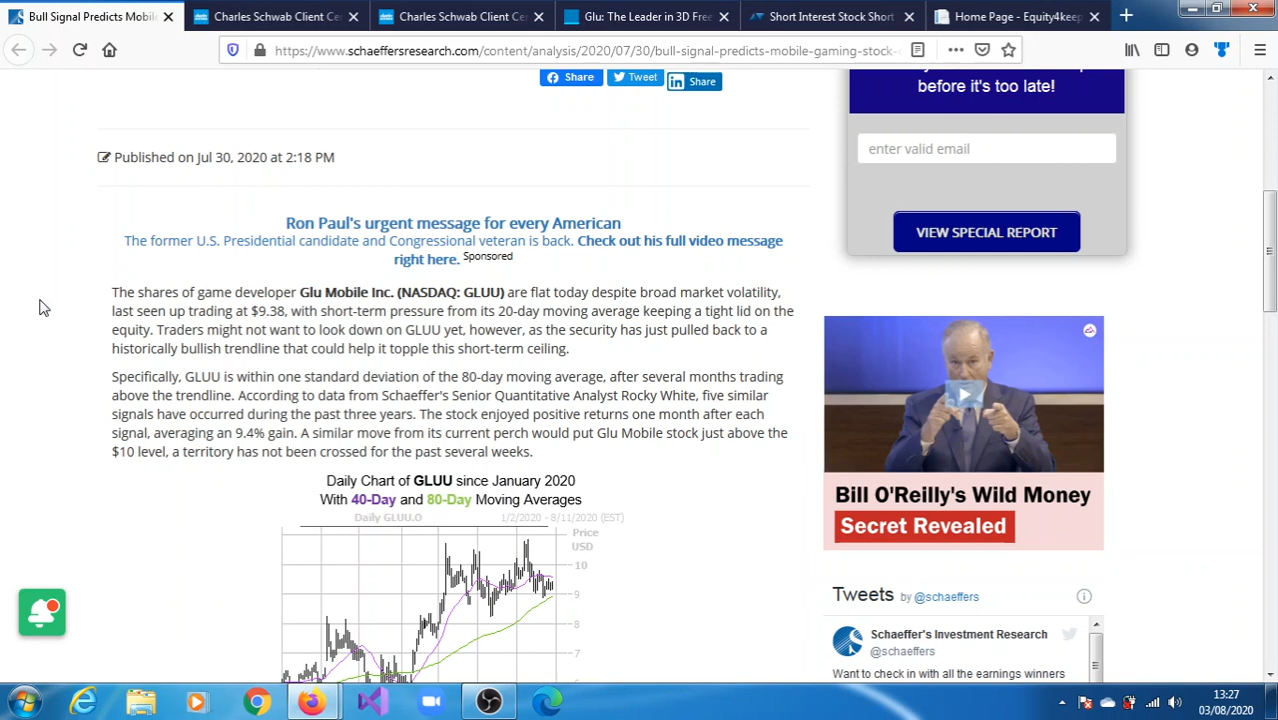 Bull Signal Predicts Mobil
Charles Schwab Client Ce
Charles Schwab Client Ce
Glu: The Leader in 3D Free
Short Interest Stock Short
Home Page - Equity4keep
https://www.schaeffersresearch.com/content/analysis/2020/07/30/bull-signal-predicts-mobile-gaming-stock-
Share
Tweet
Share
before it's too late!
enter valid email
Published on Jul 30, 2020 at 2:18 PM
VIEW SPECIAL REPORT
Ron Paul's urgent message for every American
The former U.S. Presidential candidate and Congressional veteran is back. Check out his full video message
right here. Sponsored
The shares of game developer Glu Mobile Inc. (NASDAQ: GLUU) are flat today despite broad market volatility,
last seen up trading at $9.38, with short-term pressure from its 20-day moving average keeping a tight lid on the
equity. Traders might not want to look down on GLUU yet, however, as the security has just pulled back to a
historically bullish trendline that could help it topple this short-term ceiling.
Specifically, GLUU is within one standard deviation of the 80-day moving average, after several months trading
above the trendline. According to data from Schaeffer's Senior Quantitative Analyst Rocky White, five similar
signals have occurred during the past three years. The stock enjoyed positive returns one month after each
signal, averaging an 9.4% gain. A similar move from its current perch would put Glu Mobile stock just above the
$10 level, a territory has not been crossed for the past several weeks.
Daily Chart of GLUU since January 2020
With 40-Day and 80-Day Moving Averages
Daily GLUU.O
1/2/2020 - 8/11/2020 (EST)
Price
USD
10
9
8
7
Bill O'Reilly's Wild Money
Secret Revealed
Tweets by @schaeffers
Schaeffer's Investment Research
@schaeffers
Want to check in with all the earnings winners
13:27
03/08/2020